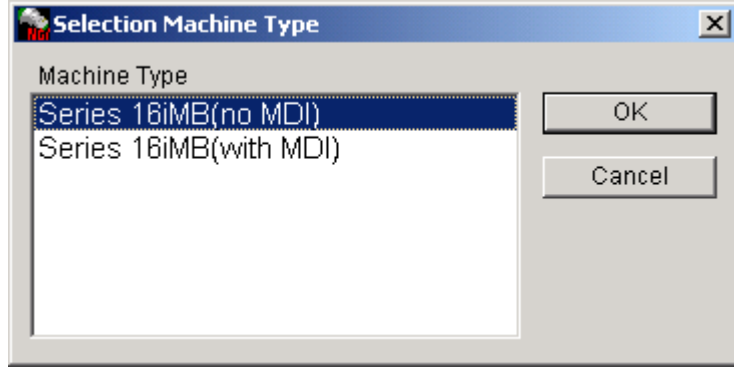 Selection Machine Type
Machine Type
Series 16iMB(no MDI)
Series 16iMB(with MDI)
OK
Cancel